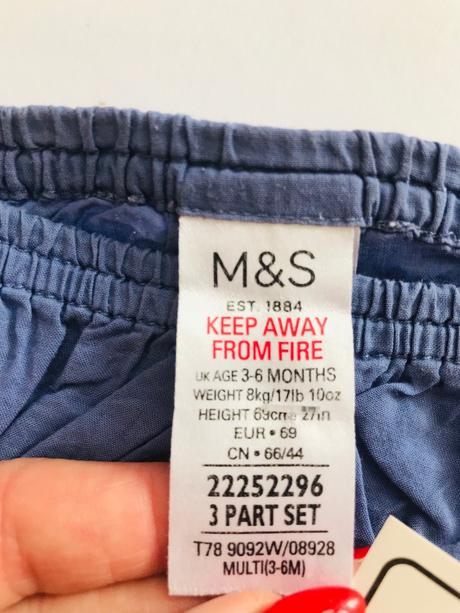 M&S
EST. 1884
KEEP AWAY
FROM FIRE
UK AGE 3-6 MONTHS
WEIGHT 8kg/17lb 10oz
HEIGHT 69cm 27in
EUR • 69
CN • 66/44
22252296
3 PART SET
T78 9092W/08928
MULTI(3-6M)